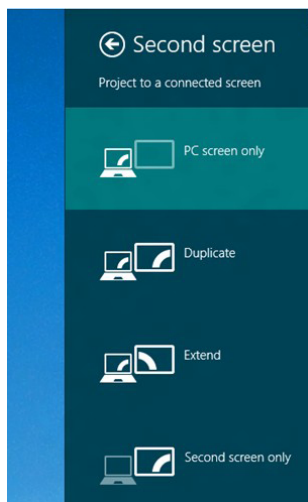 Second screen
Project to a connected screen
PC screen only
Duplicate
Extend
Second screen only